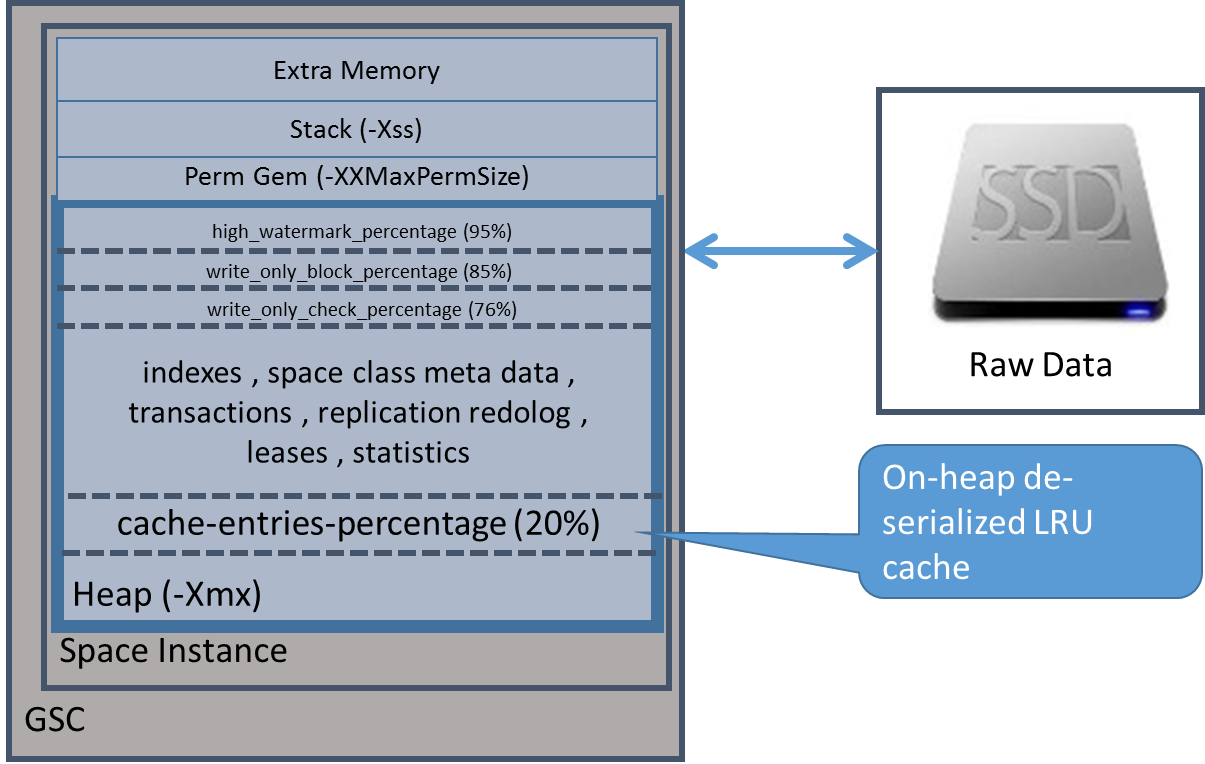 Extra Memory
Stack (-Xss)
Perm Gem (-XXMaxPermSize)
high_watermark_percentage (95%)
write_only_block_percentage (85%)
write_only_check_percentage (76%)
indexes , space class meta data ,
transactions , replication redolog ,
leases , statistics
cache-entries-percentage (20%)
Heap (-Xmx)
Space Instance
GSC
SSD
Raw Data
On-heap de-
serialized LRU
cache